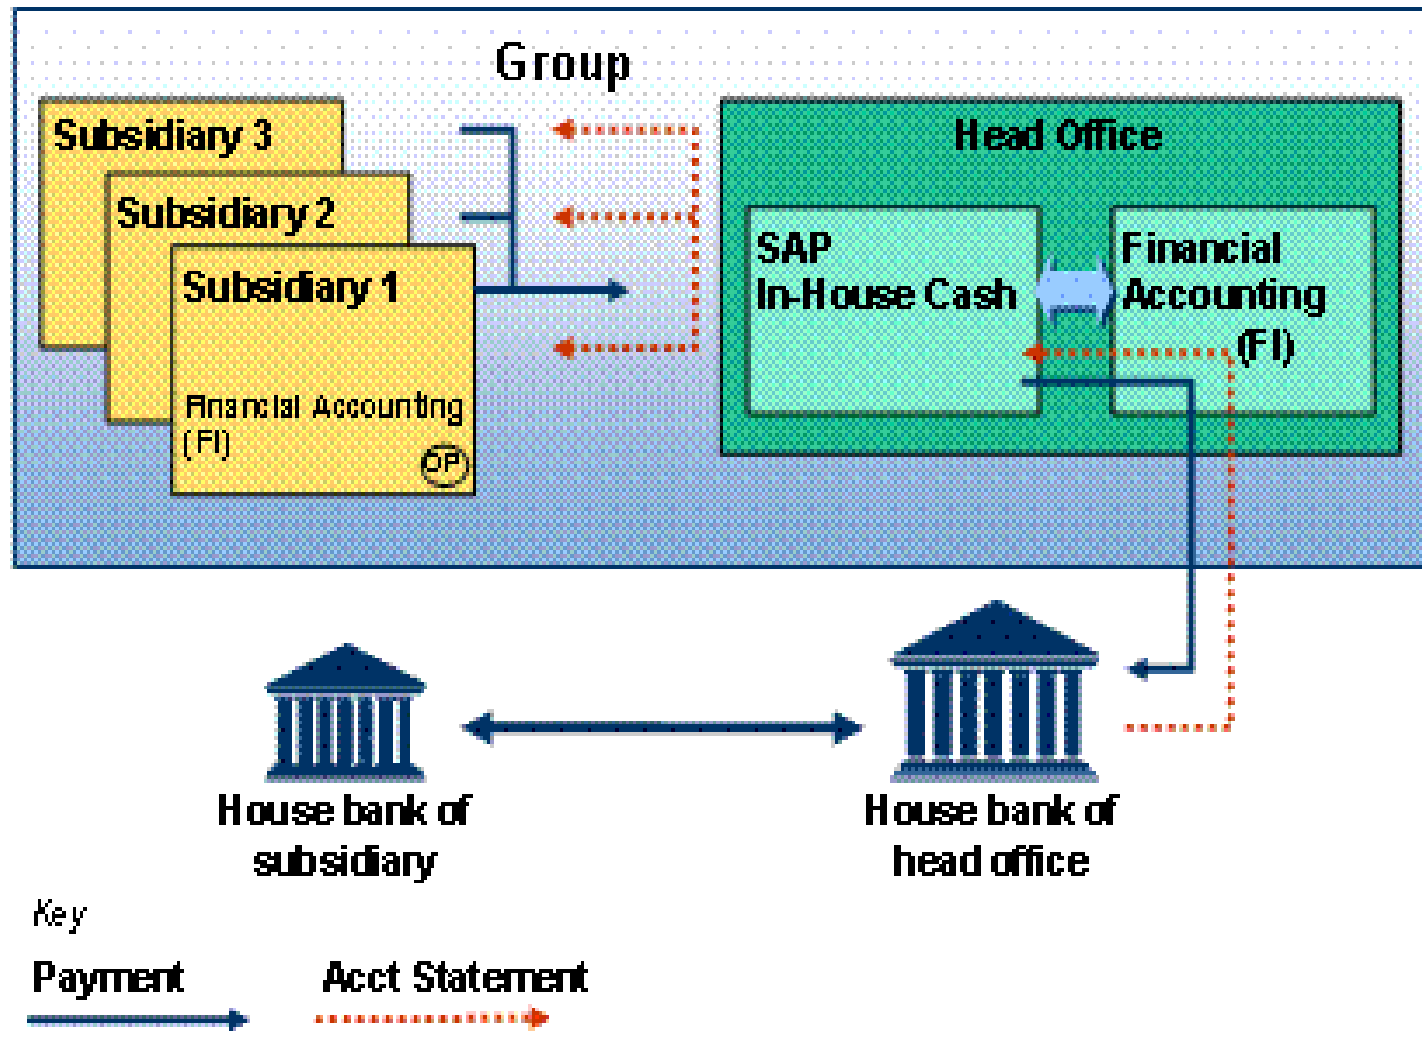 Group
Subsidiary 3
Subsidiary 2
Subsidiary 1
Financial Accounting
(FI)
OP
Head Office
SAP
In-House Cash
Financial
Accounting
(FI)
House bank of
subsidiary
House bank of
head office
Key
Payment
Acct Statement